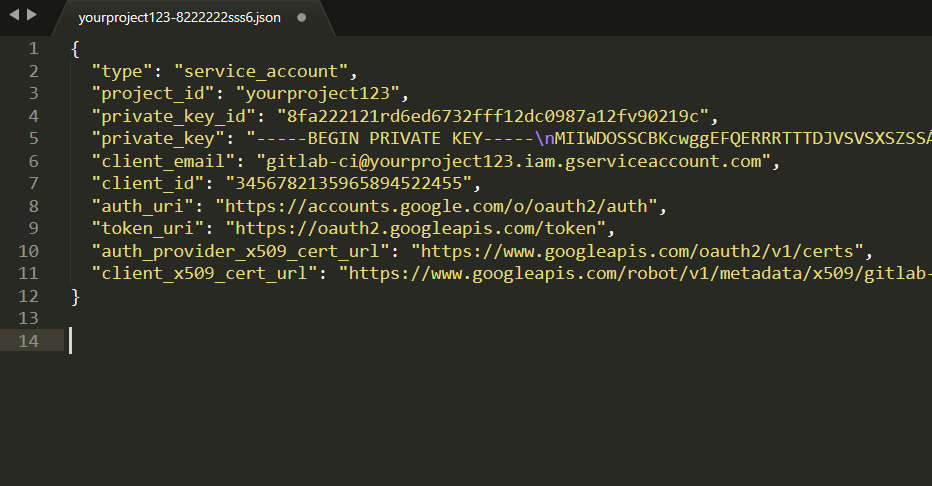 yourproject123-8222222sss6.json
1 {
2 "type": "service_account",
3 "project_id": "yourproject123",
4 "private_key_id": "8fa222121rd6ed6732fff12dc0987a12fv90219c",
5 "private_key": "-----BEGIN PRIVATE KEY-----\nMIIWDOSSCBKcwggEFQERRRTTTDJVSVSXSZSSÁ
6 "client_email": "gitlab-ci@yourproject123.iam.gserviceaccount.com",
7 "client_id": "3456782135965894522455",
8 "auth_uri": "https://accounts.google.com/o/oauth2/auth",
9 "token_uri": "https://oauth2.googleapis.com/token",
10 "auth_provider_x509_cert_url": "https://www.googleapis.com/oauth2/v1/certs",
11 "client_x509_cert_url": "https://www.googleapis.com/robot/v1/metadata/x509/gitlab-
12 }
13
14